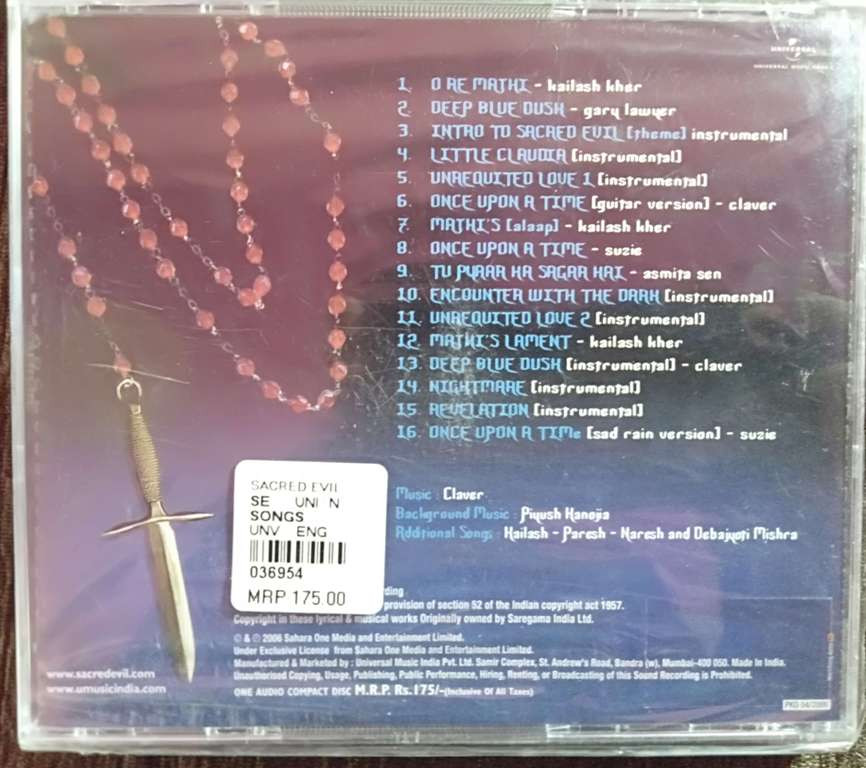 UNIVERSAL
1. O RE MATHI - kailash kher
2. DEEP BLUE DUSK - gary lawyer
3. INTRO TO SACRED EVIL [theme] instrumental
4. LITTLE CLAUDIA [instrumental]
5. UNREQUITED LOVE 1 [instrumental]
6. ONCE UPON A TIME [guitar version] - claver
7. MATHI'S [alaap] - kailash kher
8. ONCE UPON A TIME - suzie
9. TU PYAAR KA SAGAR HAI - asmita sen
10. ENCOUNTER WITH THE DARK [instrumental]
11. UNREQUITED LOVE 2 [instrumental]
12. MATHI'S LAMENT - kailash kher
13. DEEP BLUE DUSK [instrumental] - claver
14. NIGHTMARE [instrumental]
15. REVELATION [instrumental]
16. ONCE UPON A TIMe [sad rain version] - suzie
SACRED EVIL
SE UNI N
SONGS
UNV ENG
036954
MRP 175.00
Music : Claver
Background Music : Piyush Kanojia
Additional Songs : Kailash - Paresh - Naresh and Debajyoti Mishra
rding
provision of section 52 of the Indian copyright act 1957.
Copyright in these lyrical & musical works Originally owned by Saregama India Ltd.
℗ & © 2006 Sahara One Media and Entertainment Limited.
Under Exclusive License from Sahara One Media and Entertainment Limited.
Manufactured & Marketed by : Universal Music India Pvt. Ltd. Samir Complex, St. Andrew's Road, Bandra (w), Mumbai-400 050. Made In India.
Unauthorised Copying, Usage, Publishing, Public Performance, Hiring, Renting, or Broadcasting of this Sound Recording is Prohibited.
ONE AUDIO COMPACT DISC M.R.P. Rs.175/-(Inclusive Of All Taxes)
www.sacredevil.com
www.umusicindia.com
PKD 04/2006